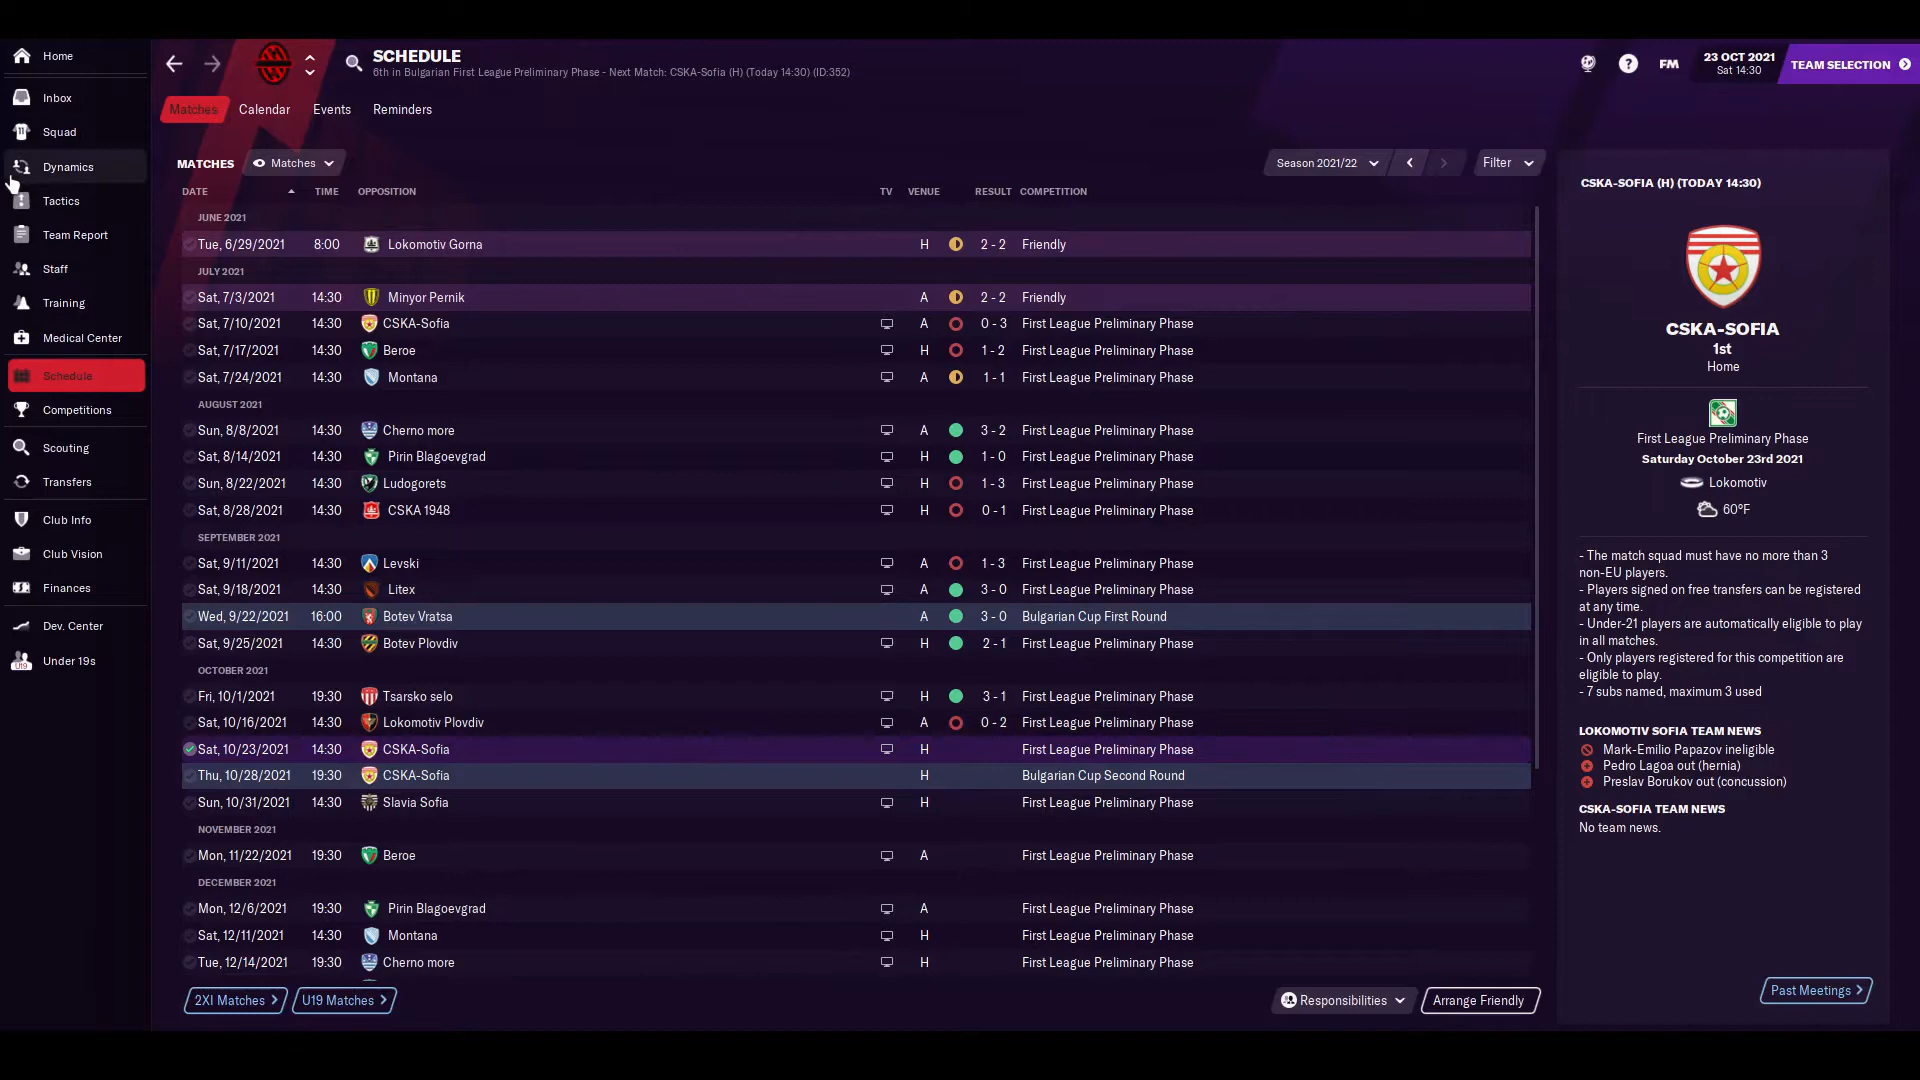 Home
Inbox
Squad
Dynamics
Tactics
Team Report
Staff
Training
Medical Center
Schedule
Competitions
Scouting
Transfers
Club Info
Club Vision
Finances
Dev. Center
Under 19s
SCHEDULE
6th in Bulgarian First League Preliminary Phase - Next Match: CSKA-Sofia (H) (Today 14:30) (ID:352)
FM
23 OCT 2021
Sat 14:30
TEAM SELECTION
Matches Calendar Events Reminders
MATCHES Matches Season 2021/22 Filter
DATE TIME OPPOSITION TV VENUE RESULT COMPETITION
JUNE 2021
Tue, 6/29/2021 8:00 Lokomotiv Gorna H 2 - 2 Friendly
JULY 2021
Sat, 7/3/2021 14:30 Minyor Pernik A 2 - 2 Friendly
Sat, 7/10/2021 14:30 CSKA-Sofia A 0 - 3 First League Preliminary Phase
Sat, 7/17/2021 14:30 Beroe H 1 - 2 First League Preliminary Phase
Sat, 7/24/2021 14:30 Montana A 1 - 1 First League Preliminary Phase
AUGUST 2021
Sun, 8/8/2021 14:30 Cherno more A 3 - 2 First League Preliminary Phase
Sat, 8/14/2021 14:30 Pirin Blagoevgrad H 1 - 0 First League Preliminary Phase
Sun, 8/22/2021 14:30 Ludogorets H 1 - 3 First League Preliminary Phase
Sat, 8/28/2021 14:30 CSKA 1948 H 0 - 1 First League Preliminary Phase
SEPTEMBER 2021
Sat, 9/11/2021 14:30 Levski A 1 - 3 First League Preliminary Phase
Sat, 9/18/2021 14:30 Litex A 3 - 0 First League Preliminary Phase
Wed, 9/22/2021 16:00 Botev Vratsa A 3 - 0 Bulgarian Cup First Round
Sat, 9/25/2021 14:30 Botev Plovdiv H 2 - 1 First League Preliminary Phase
OCTOBER 2021
Fri, 10/1/2021 19:30 Tsarsko selo H 3 - 1 First League Preliminary Phase
Sat, 10/16/2021 14:30 Lokomotiv Plovdiv A 0 - 2 First League Preliminary Phase
Sat, 10/23/2021 14:30 CSKA-Sofia H First League Preliminary Phase
Thu, 10/28/2021 19:30 CSKA-Sofia H Bulgarian Cup Second Round
Sun, 10/31/2021 14:30 Slavia Sofia H First League Preliminary Phase
NOVEMBER 2021
Mon, 11/22/2021 19:30 Beroe A First League Preliminary Phase
DECEMBER 2021
Mon, 12/6/2021 19:30 Pirin Blagoevgrad A First League Preliminary Phase
Sat, 12/11/2021 14:30 Montana H First League Preliminary Phase
Tue, 12/14/2021 19:30 Cherno more H First League Preliminary Phase
2XI Matches U19 Matches Responsibilities Arrange Friendly
CSKA-SOFIA (H) (TODAY 14:30)
CSKA-SOFIA
1st
Home
First League Preliminary Phase
Saturday October 23rd 2021
Lokomotiv
60°F
- The match squad must have no more than 3
non-EU players.
- Players signed on free transfers can be registered
at any time.
- Under-21 players are automatically eligible to play
in all matches.
- Only players registered for this competition are
eligible to play.
- 7 subs named, maximum 3 used
LOKOMOTIV SOFIA TEAM NEWS
Mark-Emilio Papazov ineligible
Pedro Lagoa out (hernia)
Preslav Borukov out (concussion)
CSKA-SOFIA TEAM NEWS
No team news.
Past Meetings